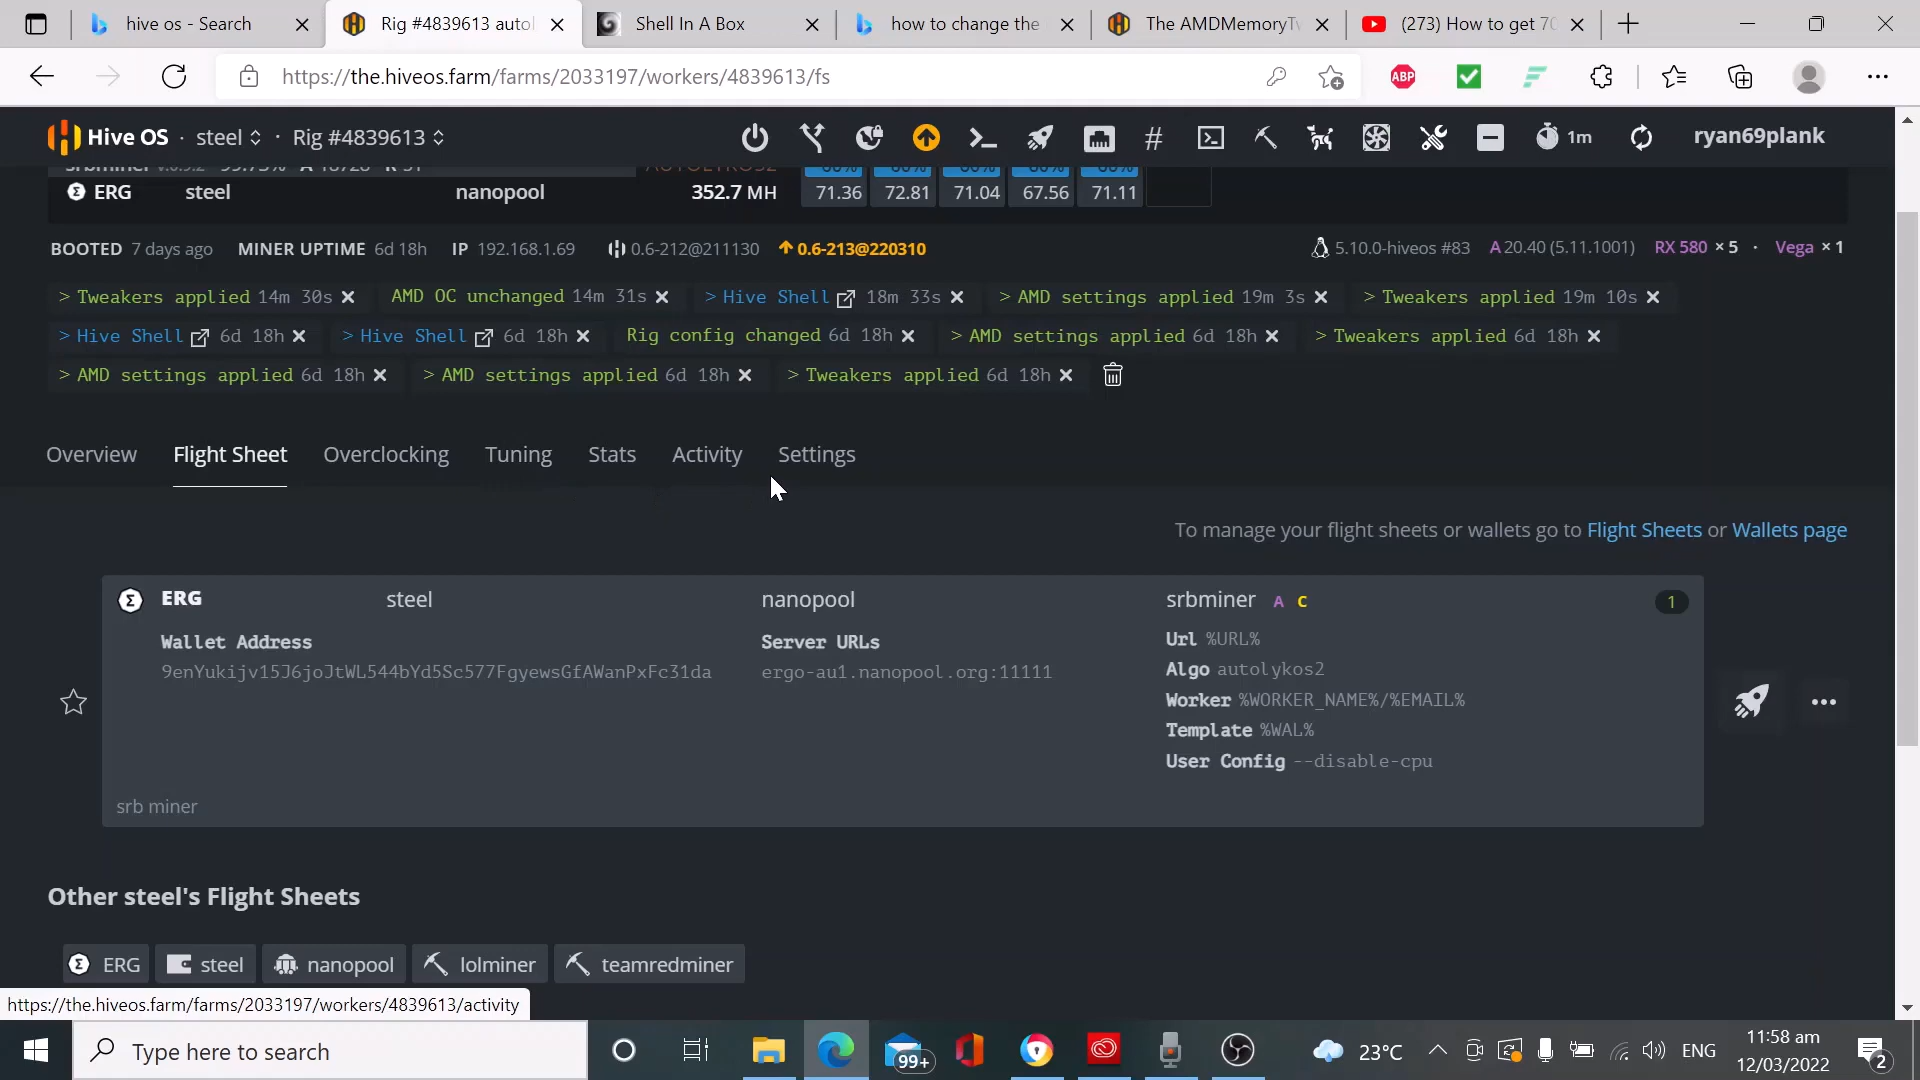 hive os - Search
Rig #4839613 autol
Shell In A Box
how to change the
The AMDMemoryTw
(273) How to get 70
https://the.hiveos.farm/farms/2033197/workers/4839613/fs
ABP
Hive OS · steel · Rig #4839613
1m
ryan69plank
ERG steel nanopool 352.7 MH 71.36 72.81 71.04 67.56 71.11
BOOTED 7 days ago MINER UPTIME 6d 18h IP 192.168.1.69 0.6-212@211130 0.6-213@220310 5.10.0-hiveos #83 A 20.40 (5.11.1001) RX 580 × 5 · Vega × 1
> Tweakers applied 14m 30s AMD OC unchanged 14m 31s > Hive Shell 18m 33s > AMD settings applied 19m 3s > Tweakers applied 19m 10s
> Hive Shell 6d 18h > Hive Shell 6d 18h Rig config changed 6d 18h > AMD settings applied 6d 18h > Tweakers applied 6d 18h
> AMD settings applied 6d 18h > AMD settings applied 6d 18h > Tweakers applied 6d 18h
Overview Flight Sheet Overclocking Tuning Stats Activity Settings
To manage your flight sheets or wallets go to Flight Sheets or Wallets page
ERG steel nanopool srbminer A C 1
Wallet Address
9enYukijv15J6joJtWL544bYd5Sc577FgyewsGfAWanPxFc31da
Server URLs
ergo-au1.nanopool.org:11111
Url %URL%
Algo autolykos2
Worker %WORKER_NAME%/%EMAIL%
Template %WAL%
User Config --disable-cpu
srb miner
Other steel's Flight Sheets
ERG steel nanopool lolminer teamredminer
https://the.hiveos.farm/farms/2033197/workers/4839613/activity
Type here to search
99+
23°C
ENG
11:58 am
12/03/2022
2